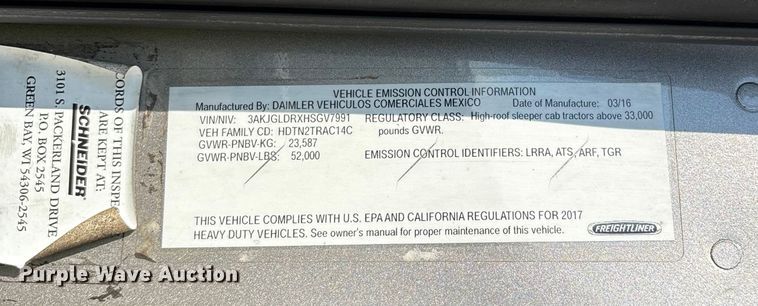 CORDS OF THIS INSPE
ARE KEPT AT:
SCHNEIDER
3101 S. PACKERLAND DRIVE
P.O. BOX 2545
GREEN BAY, WI 54306-2545
VEHICLE EMISSION CONTROL INFORMATION
Manufactured By: DAIMLER VEHICULOS COMERCIALES MEXICO Date of Manufacture: 03/16
VIN/NIV: 3AKJGLDRXHSGV7991 REGULATORY CLASS: High-roof sleeper cab tractors above 33,000
VEH FAMILY CD: HDTN2TRAC14C pounds GVWR.
GVWR-PNBV-KG: 23,587
GVWR-PNBV-LBS: 52,000 EMISSION CONTROL IDENTIFIERS: LRRA, ATS, ARF, TGR
THIS VEHICLE COMPLIES WITH U.S. EPA AND CALIFORNIA REGULATIONS FOR 2017
HEAVY DUTY VEHICLES. See owner's manual for proper maintenance of this vehicle.
FREIGHTLINER
Purple Wave Auction